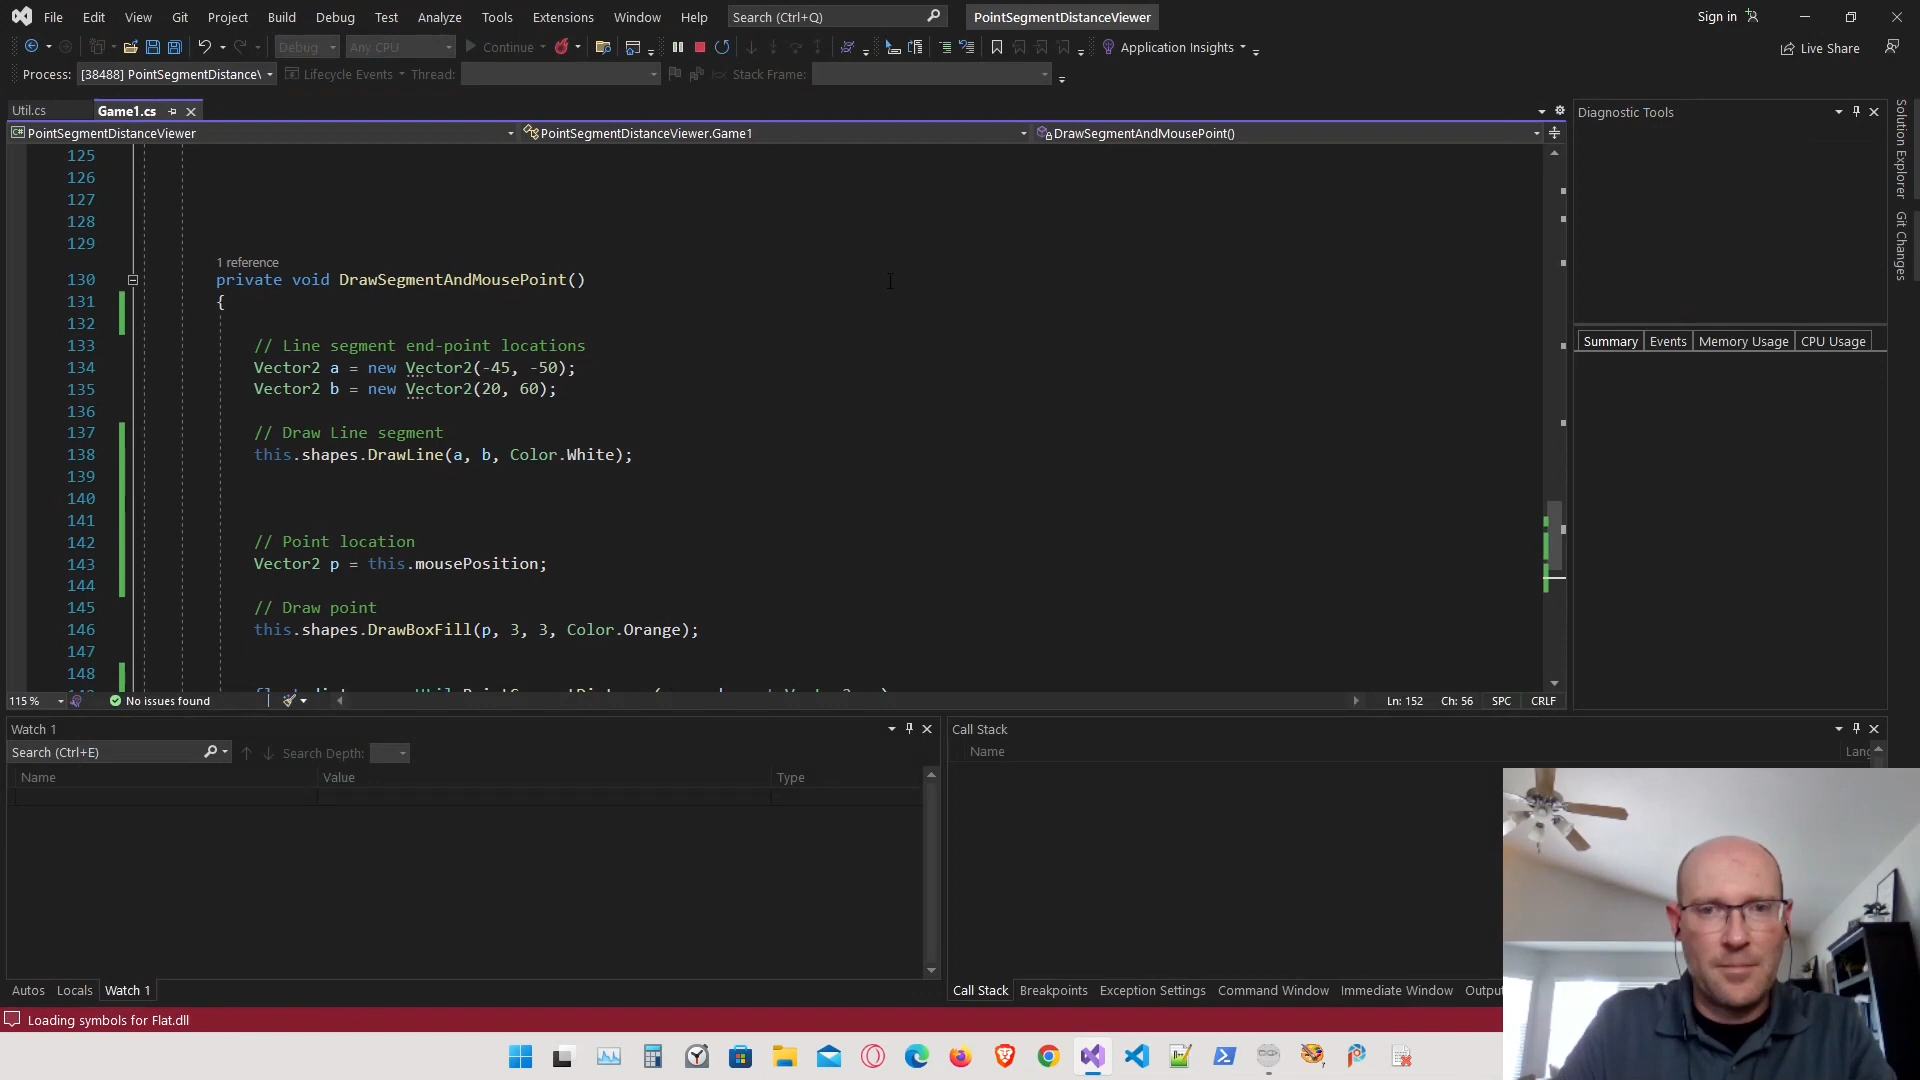 File Edit View Git Project Build Debug Test Analyze Tools Extensions Window Help Search (Ctrl+Q) PointSegmentDistanceViewer Sign in
Debug Any CPU Continue Application Insights Live Share
Process: [38488] PointSegmentDistance\ Lifecycle Events Thread: Stack Frame:
Util.cs Game1.cs
PointSegmentDistanceViewer PointSegmentDistanceViewer.Game1 DrawSegmentAndMousePoint()
125
126
127
128
129
1 reference
130 private void DrawSegmentAndMousePoint()
131 {
132
133 // Line segment end-point locations
134 Vector2 a = new Vector2(-45, -50);
135 Vector2 b = new Vector2(20, 60);
136
137 // Draw Line segment
138 this.shapes.DrawLine(a, b, Color.White);
139
140
141
142 // Point location
143 Vector2 p = this.mousePosition;
144
145 // Draw point
146 this.shapes.DrawBoxFill(p, 3, 3, Color.Orange);
147
148
115 % No issues found Ln: 152 Ch: 56 SPC CRLF
Diagnostic Tools
Summary Events Memory Usage CPU Usage
Solution Explorer
Git Changes
Watch 1
Search (Ctrl+E) Search Depth:
Name Value Type
Autos Locals Watch 1
Call Stack
Name Lang
Call Stack Breakpoints Exception Settings Command Window Immediate Window Output
Loading symbols for Flat.dll